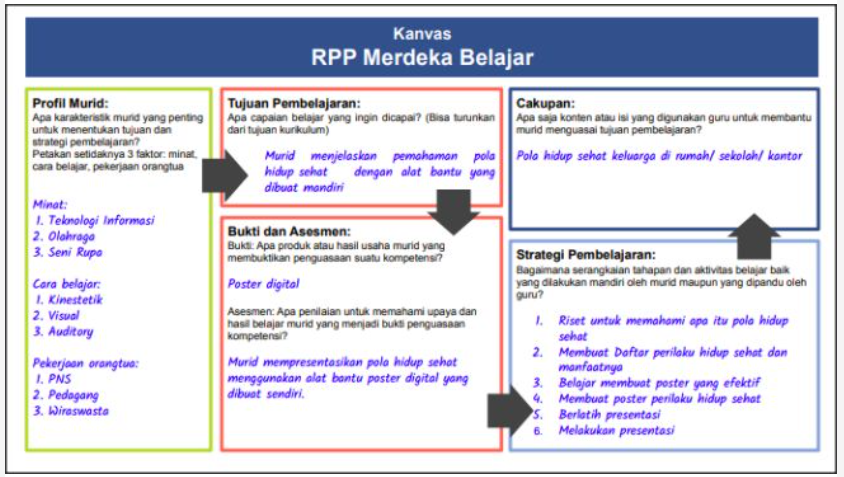 Kanvas
RPP Merdeka Belajar
Profil Murid:
Apa karakteristik murid yang penting
untuk menentukan tujuan dan
strategi pembelajaran?
Petakan setidaknya 3 faktor: minat,
cara belajar, pekerjaan orangtua
Minat:
1. Teknologi Informasi
2. Olahraga
3. Seni Rupa
Cara belajar:
1. Kinestetik
2. Visual
3. Auditory
Pekerjaan orangtua:
1. PNS
2. Pedagang
3. Wiraswasta
Tujuan Pembelajaran:
Apa capaian belajar yang ingin dicapai? (Bisa turunkan
dari tujuan kurikulum)
Murid menjelaskan pemahaman pola
hidup sehat dengan alat bantu yang
dibuat mandiri
Bukti dan Asesmen:
Bukti: Apa produk atau hasil usaha murid yang
membuktikan penguasaan suatu kompetensi?
Poster digital
Asesmen: Apa penilaian untuk memahami upaya dan
hasil belajar murid yang menjadi bukti penguasaan
kompetensi?
Murid mempresentasikan pola hidup sehat
menggunakan alat bantu poster digital yang
dibuat sendiri.
Cakupan:
Apa saja konten atau isi yang digunakan guru untuk membantu
murid menguasai tujuan pembelajaran?
Pola hidup sehat keluarga di rumah/ sekolah/ kantor
Strategi Pembelajaran:
Bagaimana serangkaian tahapan dan aktivitas belajar baik
yang dilakukan mandiri oleh murid maupun yang dipandu oleh
guru?
1. Riset untuk memahami apa itu pola hidup
sehat
2. Membuat Daftar perilaku hidup sehat dan
manfaatnya
3. Belajar membuat poster yang efektif
4. Membuat poster perilaku hidup sehat
5. Berlatih presentasi
6. Melakukan presentasi